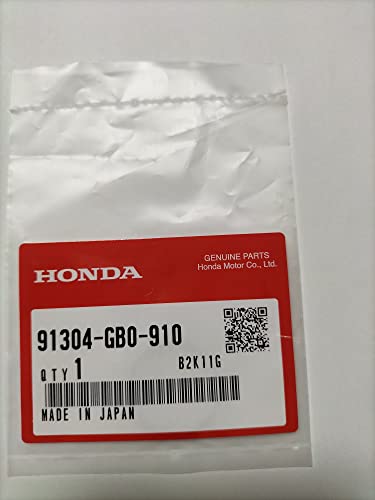 HONDA
GENUINE PARTS
Honda Motor Co., Ltd.
91304-GB0-910
B2K11G
QTY 1
MADE IN JAPAN